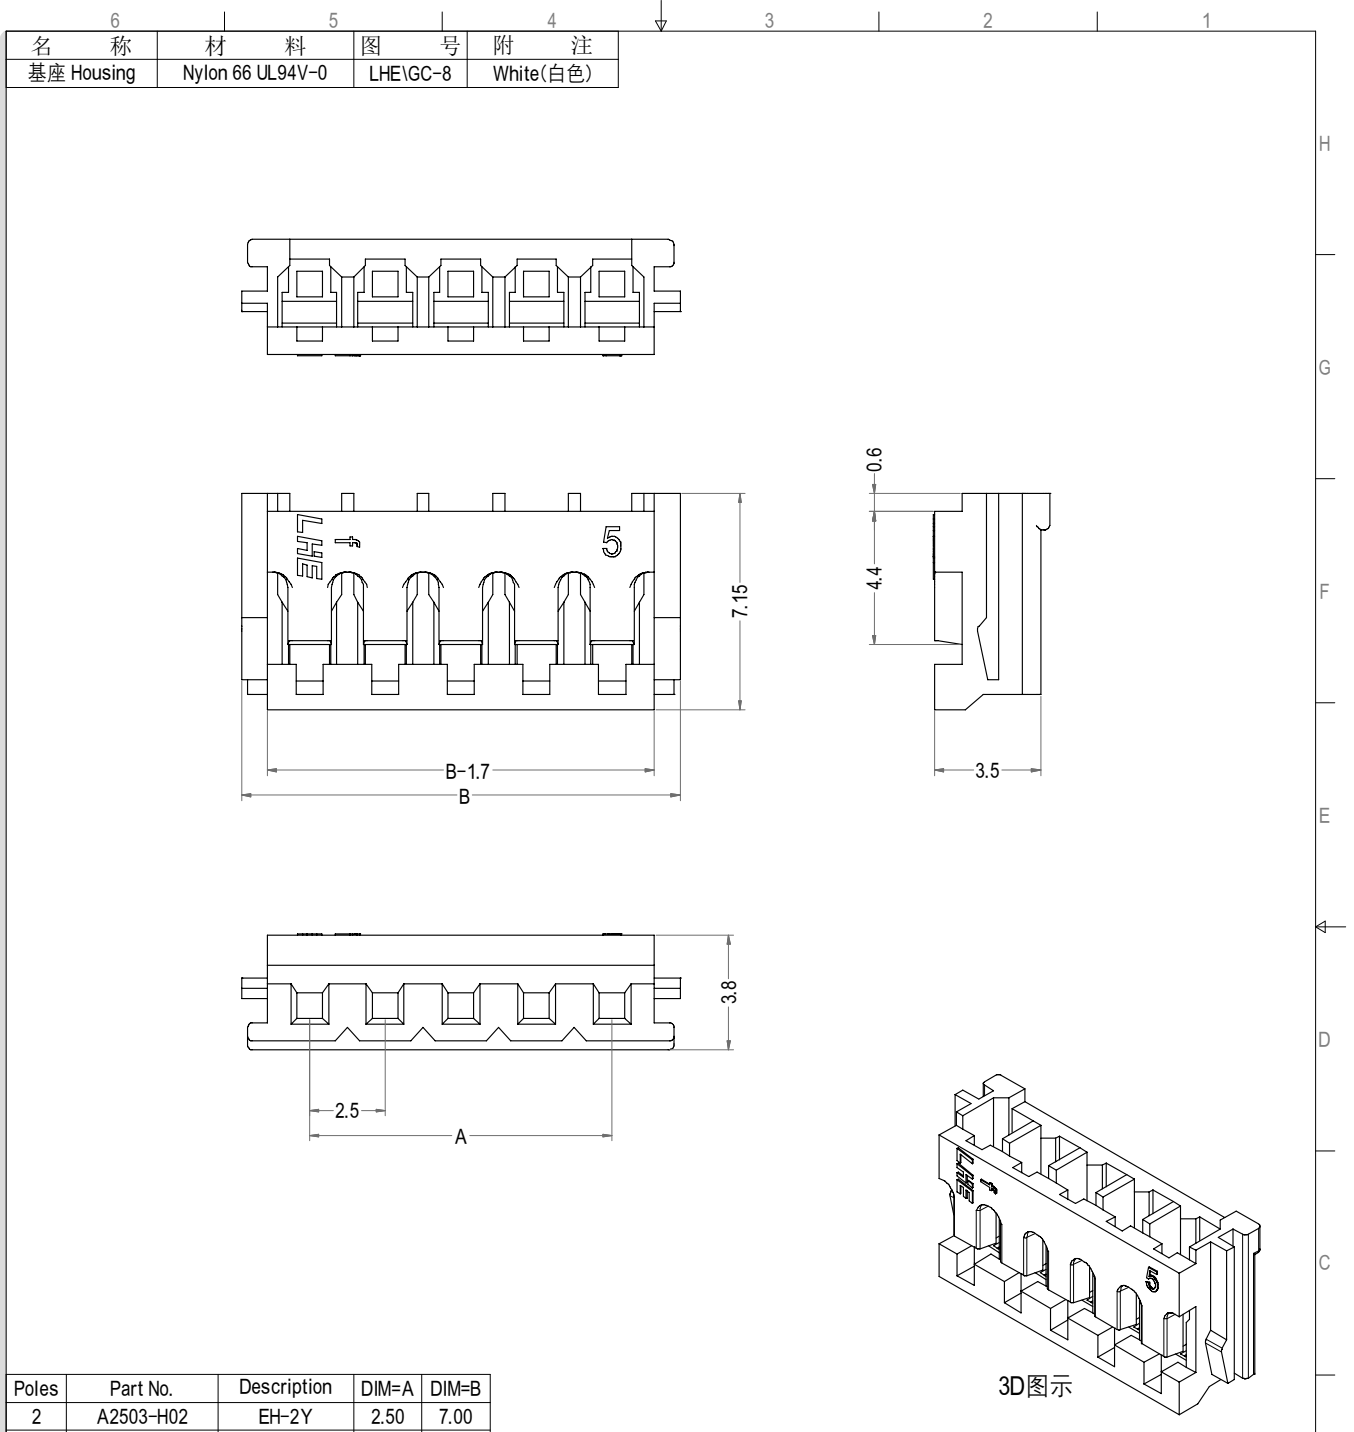 6 5 4 3 2 1
名 称 材 料 图 号 附 注
基座 Housing Nylon 66 UL94V-0 LHE\GC-8 White(白色)
H
G
0.6
LHE f 5
4.4
7.15
F
B-1.7
B
3.5
E
3.8
D
2.5
A
LHE f
5
C
3D图示
Poles Part No. Description DIM=A DIM=B
2 A2503-H02 EH-2Y 2.50 7.00